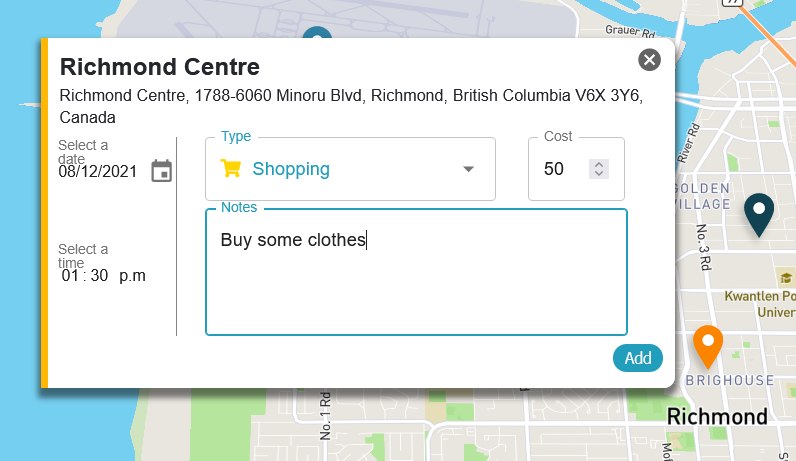 Grauer Rd
Richmond Centre
Richmond Centre, 1788-6060 Minoru Blvd, Richmond, British Columbia V6X 3Y6,
Canada
Select a
date
08/12/2021
Type
Shopping
Cost
50
Notes
Buy some clothes
Select a
time
01 : 30 p.m
Add
River Rd
GOLDEN
VILLAGE
No. 3 Rd
Kwantlen Po
Univer
BRIGHOUSE
Richmond
No. 1 Rd